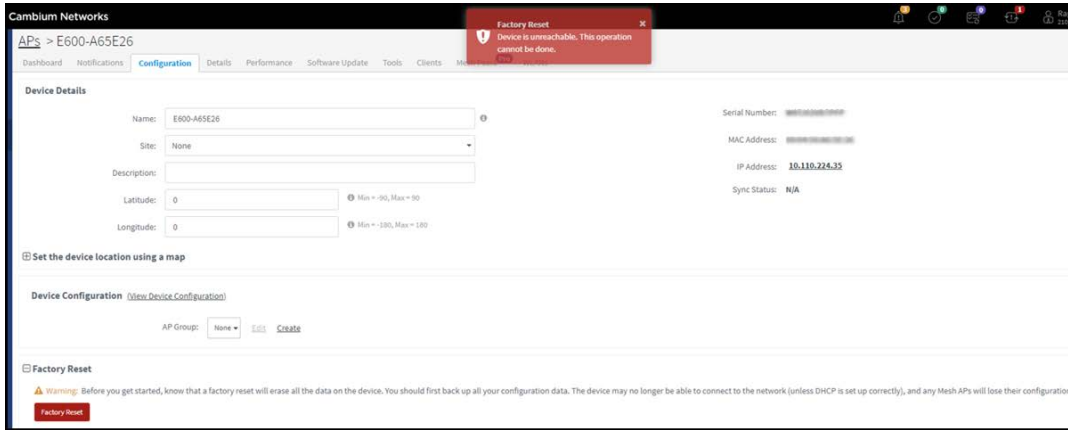 Cambium Networks
3
0
0
1
Factory Reset
Device is unreachable. This operation
cannot be done.
APs > E600-A65E26
Dashboard Notifications Configuration Details Performance Software Update Tools Clients
Device Details
Name: E600-A65E26
Site: None
Description:
Latitude: 0 Min = -90, Max = 90
Longitude: 0 Min = -180, Max = 180
Serial Number:
MAC Address:
IP Address: 10.110.224.35
Sync Status: N/A
Set the device location using a map
Device Configuration (View Device Configuration)
AP Group: None Edit Create
Factory Reset
Warning: Before you get started, know that a factory reset will erase all the data on the device. You should first back up all your configuration data. The device may no longer be able to connect to the network (unless DHCP is set up correctly), and any Mesh APs will lose their configuration
Factory Reset